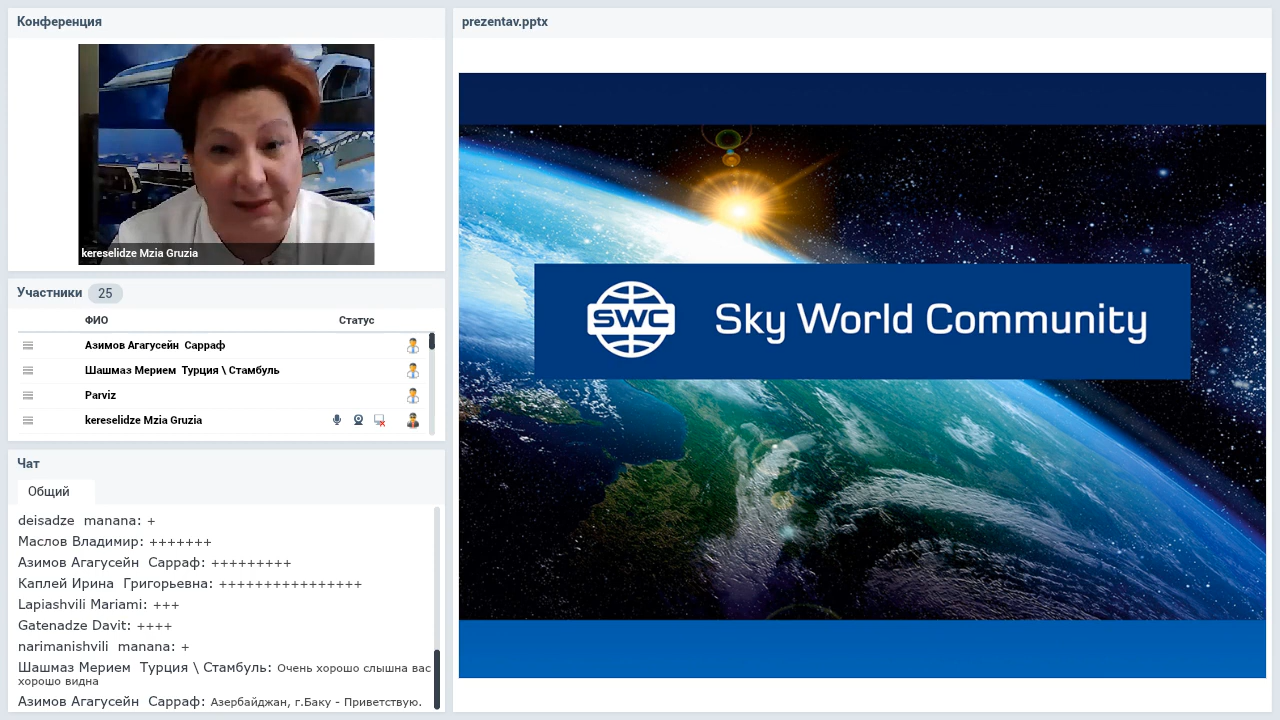 Конференция
kereselidze Mzia Gruzia
Участники 25
ФИО Статус
Азимов Агагусейн Сарраф
Шашмаз Мерием Турция \ Стамбуль
Parviz
kereselidze Mzia Gruzia
Чат
Общий
deisadze manana: +
Маслов Владимир: +++++++
Азимов Агагусейн Сарраф: +++++++++
Каплей Ирина Григорьевна: ++++++++++++++++
Lapiashvili Mariami: +++
Gatenadze Davit: ++++
narimanishvili manana: +
Шашмаз Мерием Турция \ Стамбуль: Очень хорошо слышна вас
хорошо видна
Азимов Агагусейн Сарраф: Азербайджан, г.Баку - Приветствую.
prezentav.pptx
SWC Sky World Community